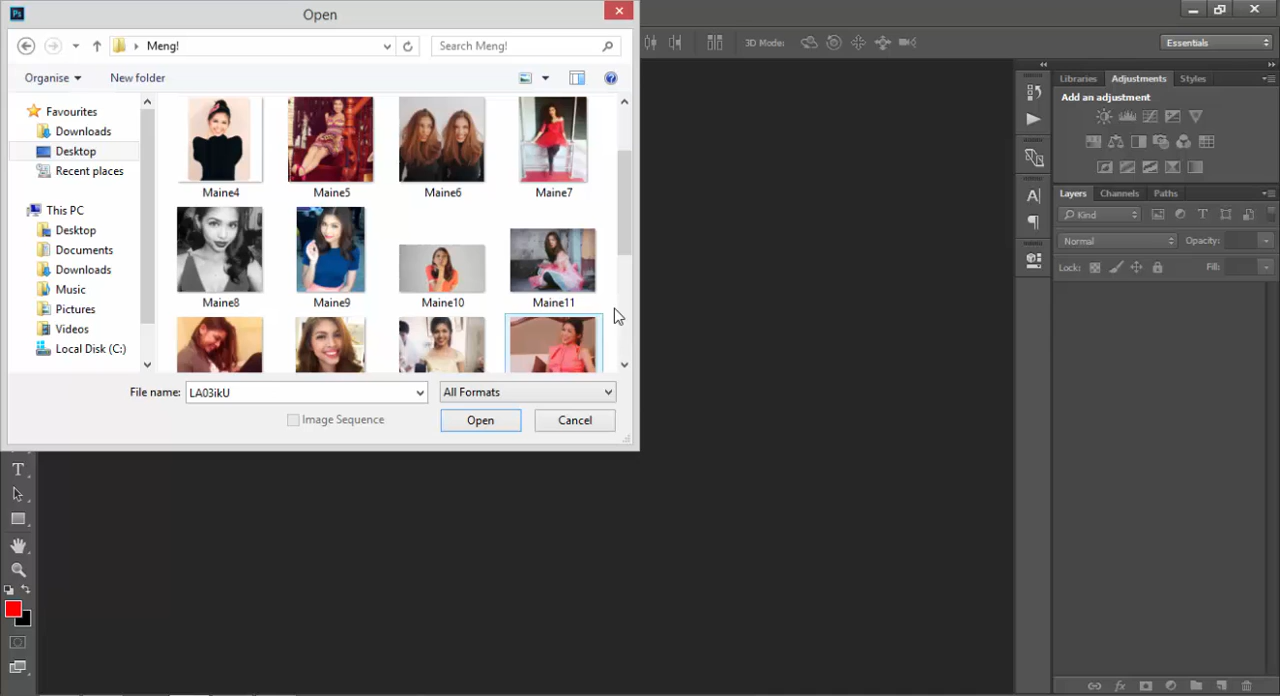 Ps
Open
Meng!
Search Meng!
Organise
New folder
Favourites
Downloads
Desktop
Recent places
This PC
Desktop
Documents
Downloads
Music
Pictures
Videos
Local Disk (C:)
Maine4
Maine5
Maine6
Maine7
Maine8
Maine9
Maine10
Maine11
File name:
LA03ikU
All Formats
Image Sequence
Open
Cancel
3D Mode:
Essentials
Libraries
Adjustments
Styles
Add an adjustment
Layers
Channels
Paths
Kind
Normal
Opacity:
Lock:
Fill: